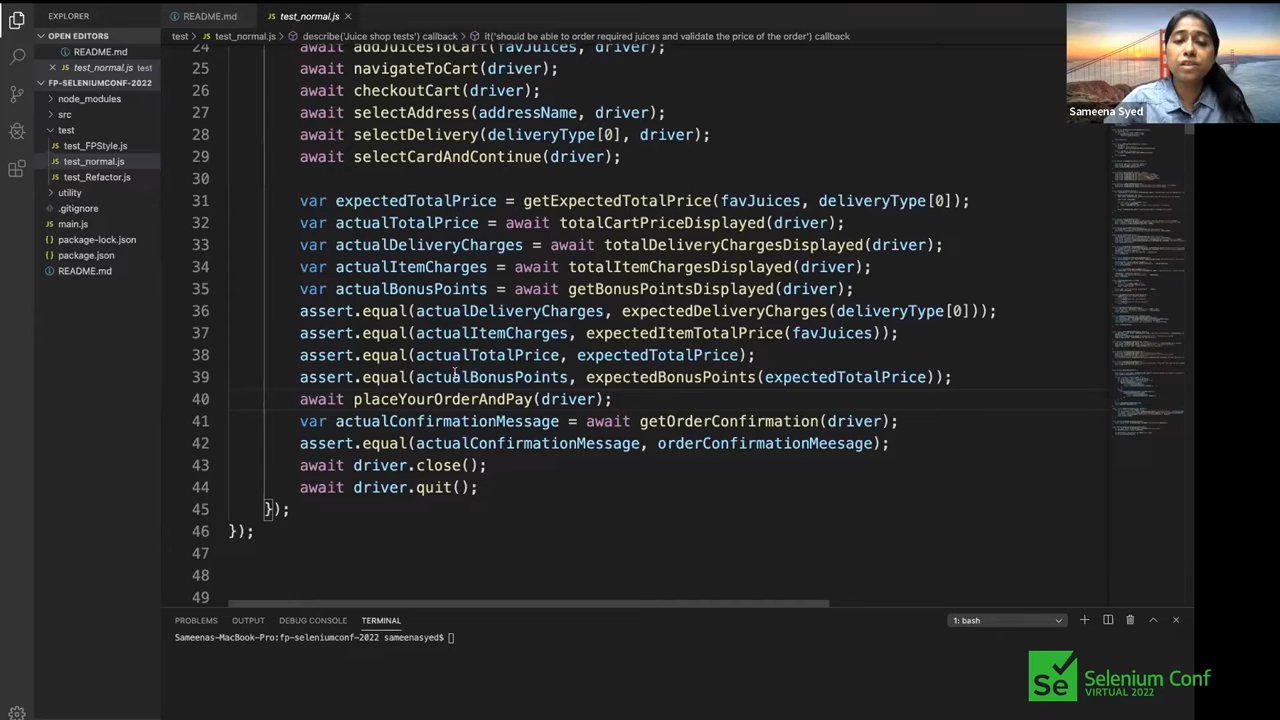 EXPLORER
OPEN EDITORS
README.md
test_normal.js test
FP-SELENIUMCONF-2022
node_modules
src
test
test_FPStyle.js
test_normal.js
test_Refactor.js
utility
.gitignore
main.js
package-lock.json
package.json
README.md
README.md
test_normal.js
test > test_normal.js > describe('Juice shop tests') callback > it('should be able to order required juices and validate the price of the order') callback
24 await addJuicesToCart(favJuices, driver);
25 await navigateToCart(driver);
26 await checkoutCart(driver);
27 await selectAddress(addressName, driver);
28 await selectDelivery(deliveryType[0], driver);
29 await selectCardAndContinue(driver);
30
31 var expectedTotalPrice = getExpectedTotalPrice(favJuices, deliveryType[0]);
32 var actualTotalPrice = await totalPriceDisplayed(driver);
33 var actualDeliveryCharges = await totalDeliveryChargesDisplayed(driver);
34 var actualItemCharges = await totalItemChargesDisplayed(driver);
35 var actualBonusPoints = await getBonusPointsDisplayed(driver);
36 assert.equal(actualDeliveryCharges, expectedDeliveryCharges(deliveryType[0]));
37 assert.equal(actualItemCharges, expectedItemTotalPrice(favJuices));
38 assert.equal(actualTotalPrice, expectedTotalPrice);
39 assert.equal(actualBonusPoints, expectedBonusPoints(expectedTotalPrice));
40 await placeYourOrderAndPay(driver);
41 var actualConfirmationMessage = await getOrderConfirmation(driver);
42 assert.equal(actualConfirmationMessage, orderConfirmationMeesage);
43 await driver.close();
44 await driver.quit();
45 });
46 });
47
48
49
Sameena Syed
PROBLEMS OUTPUT DEBUG CONSOLE TERMINAL
1: bash
Sameenas-MacBook-Pro:fp-seleniumconf-2022 sameenasyed$
Se
Selenium Conf
VIRTUAL 2022